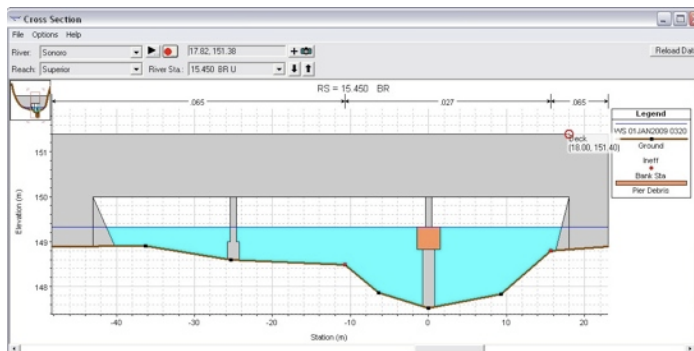 Cross Section
File Options Help
River: Sonoro 17.82, 151.38 Reload Dat
Reach: Superior River Sta.: 15.450 BR U
RS = 15.450 BR
.065 .027 .065
Legend
WS 01JAN2009 0320
Ground
Ineff
Bank Sta
Pier Debris
Deck
(18.00, 151.40)
Elevation (m)
151
150
149
148
-40 -30 -20 -10 0 10 20
Station (m)